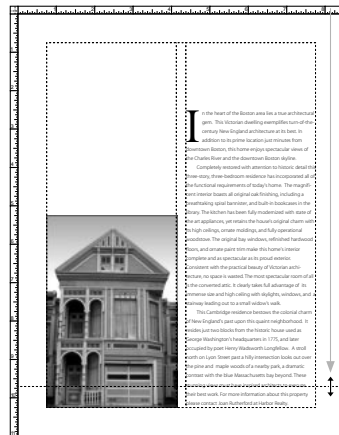 In the heart of the Boston area lies a true architectural
gem. This Victorian dwelling exemplifies turn-of-the-
century New England architecture at its best. In
addition to its prime location just minutes from
downtown Boston, this home enjoys spectacular views of
the Charles River and the downtown Boston skyline.
Completely restored with attention to historic detail this
three-story, three-bedroom residence has incorporated all of
the functional requirements of today's home. The magnifi-
cent interior boasts all original oak finishing, including a
breathtaking spiral bannister, and built-in bookcases in the
library. The kitchen has been fully modernized with state of
the art appliances, yet retains the house's original charm with
its high ceilings, ornate moldings, and fully operational
woodstove. The original bay windows, refinished hardwood
floors, and ornate paint trim make this home's interior
complete and as spectacular as its proud exterior.
Consistent with the practical beauty of Victorian archi-
tecture, no space is wasted. The most spectacular room of all
is the converted attic. It clearly takes full advantage of its
immense size and high ceiling with skylights, windows, and a
stairway leading out to a small widow's walk.
This Cambridge residence bestows the colonial charm
of New England's past upon this quaint neighborhood. It
resides just two blocks from the historic house used as
George Washington's headquarters in 1775, and later
occupied by poet Henry Wadsworth Longfellow. A stroll
north on Lyon Street past a hilly intersection looks out over
the pine and maple woods of a nearby park, a dramatic
contrast with the blue Massachusetts bay beyond. These
their best work. For more information about this property
please contact Joan Rutherford at Harbor Realty.